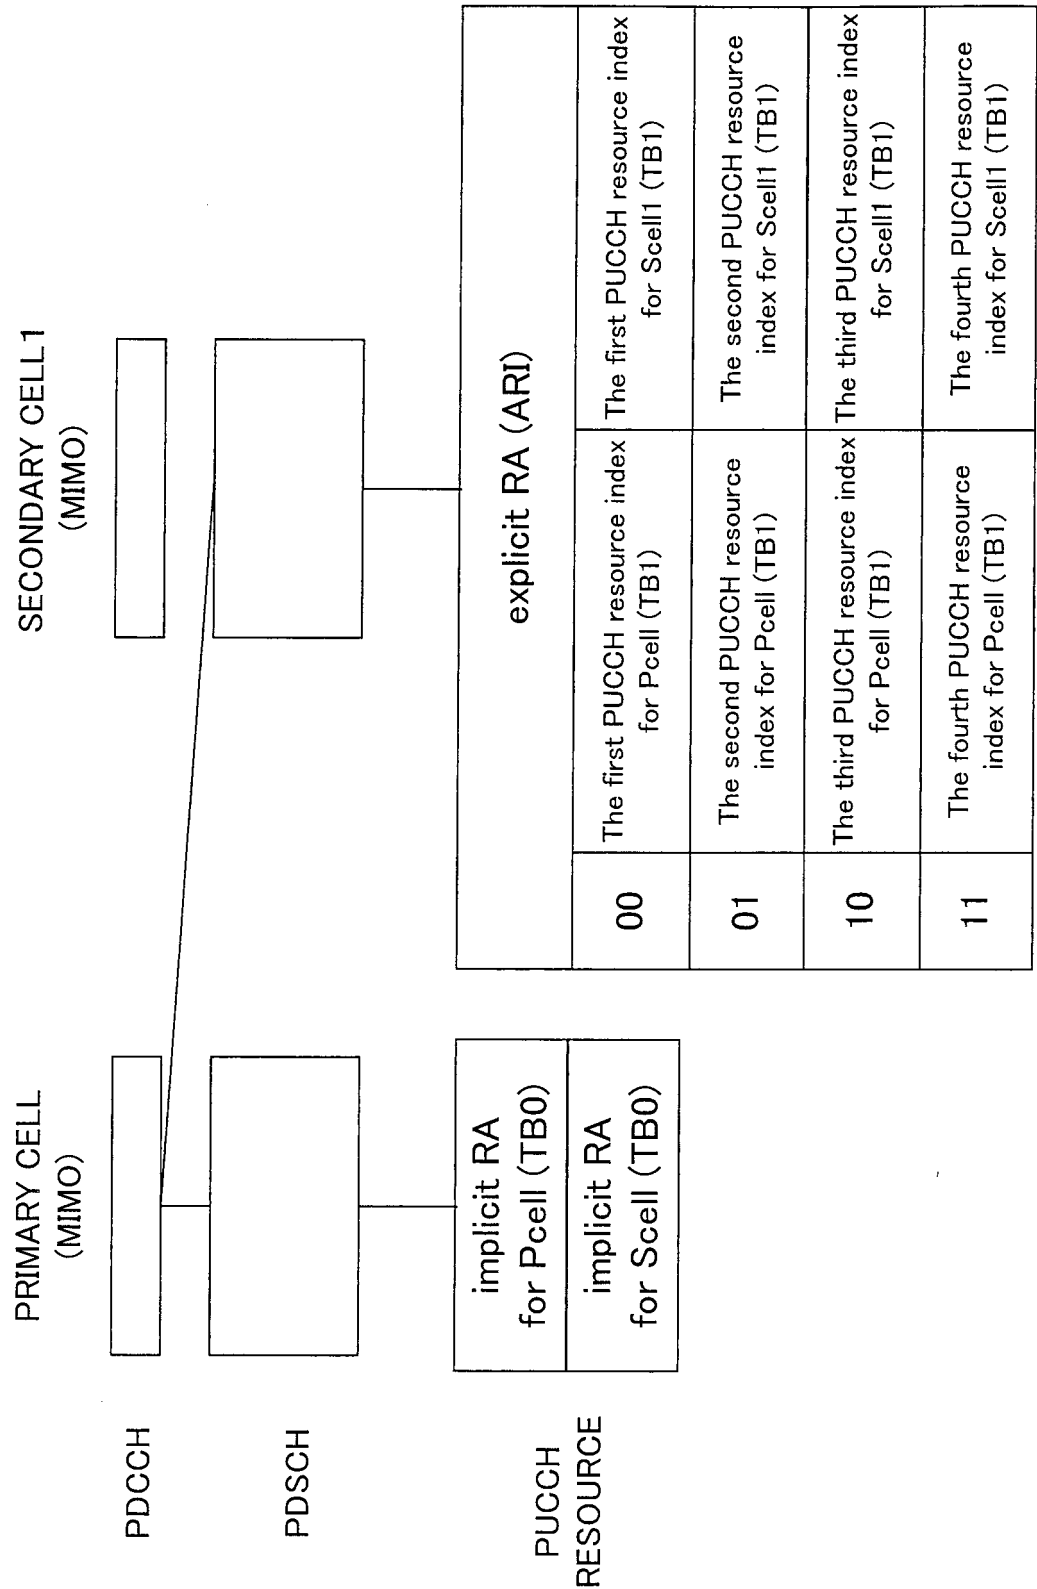 PRIMARY CELL
(MIMO)
SECONDARY CELL1
(MIMO)
PDCCH
PDSCH
PUCCH
RESOURCE
implicit RA
for Pcell (TB0)
implicit RA
for Scell (TB0)
explicit RA (ARI)
00
The first PUCCH resource index
for Pcell (TB1)
The first PUCCH resource index
for Scell1 (TB1)
01
The second PUCCH resource
index for Pcell (TB1)
The second PUCCH resource
index for Scell1 (TB1)
10
The third PUCCH resource index
for Pcell (TB1)
The third PUCCH resource index
for Scell1 (TB1)
11
The fourth PUCCH resource
index for Pcell (TB1)
The fourth PUCCH resource
index for Scell1 (TB1)